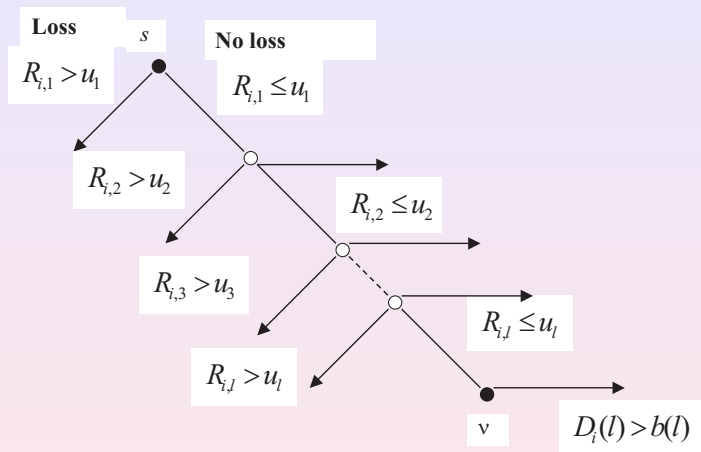 Loss
s
No loss
R_{i,1} > u_1
R_{i,1} ≤ u_1
R_{i,2} > u_2
R_{i,2} ≤ u_2
R_{i,3} > u_3
R_{i,l} ≤ u_l
R_{i,l} > u_l
ν
D_i(l) > b(l)